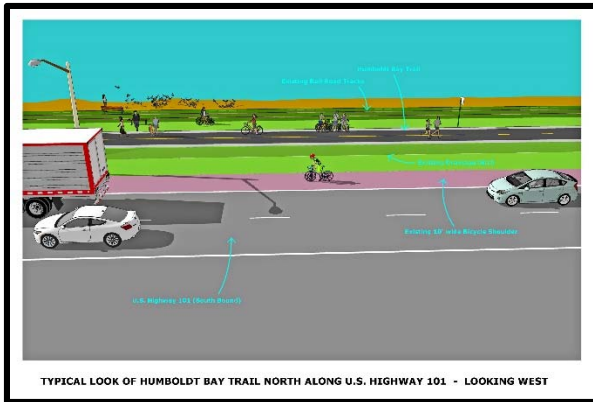 Humboldt Bay Trail
Existing Rail Road Tracks
Existing
Existing 10' wide Bicycle Shoulder
U.S. Highway 101 (South Bound)
TYPICAL LOOK OF HUMBOLDT BAY TRAIL NORTH ALONG U.S. HIGHWAY 101 - LOOKING WEST